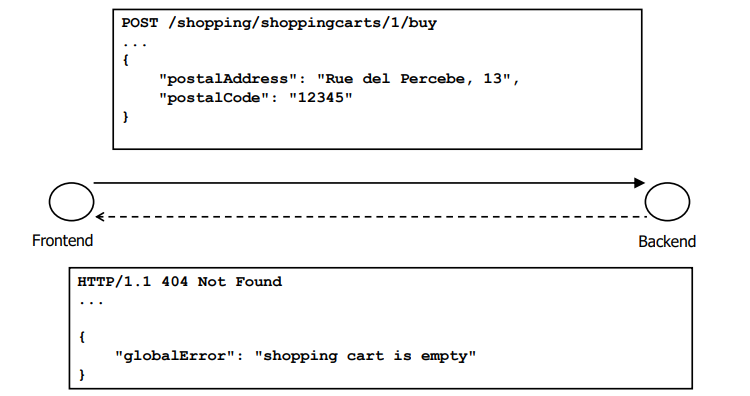 POST /shopping/shoppingcarts/1/buy
...
{
"postalAddress": "Rue del Percebe, 13",
"postalCode": "12345"
}
Frontend
Backend
HTTP/1.1 404 Not Found
...
{
"globalError": "shopping cart is empty"
}